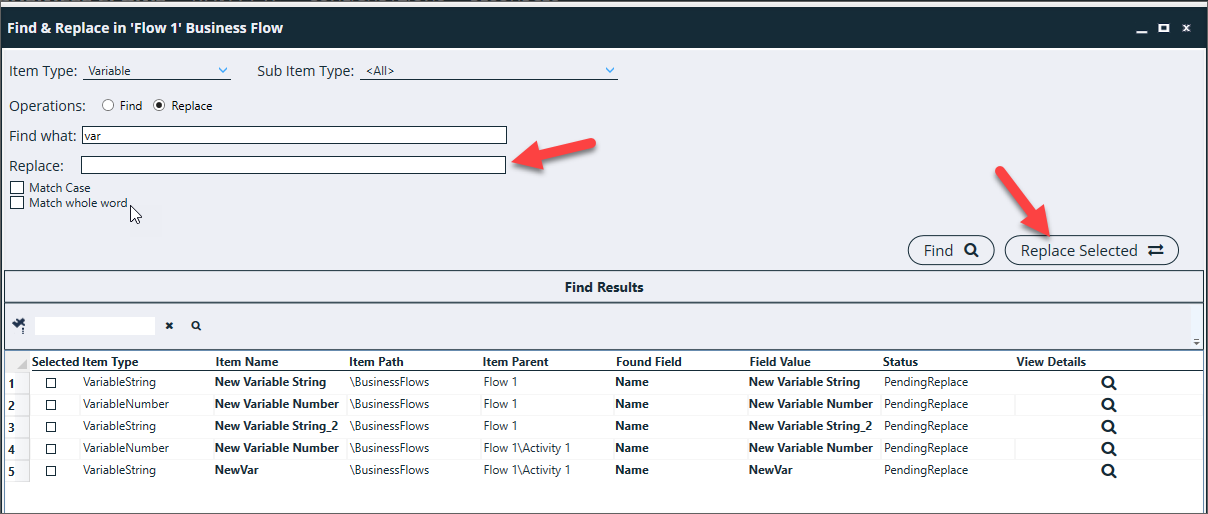 Find & Replace in 'Flow 1' Business Flow
Item Type: Variable Sub Item Type: <All>
Operations: Find Replace
Find what: var
Replace:
Match Case
Match whole word
Find Replace Selected
Find Results
Selected Item Type Item Name Item Path Item Parent Found Field Field Value Status View Details
1 VariableString New Variable String \BusinessFlows Flow 1 Name New Variable String PendingReplace
2 VariableNumber New Variable Number \BusinessFlows Flow 1 Name New Variable Number PendingReplace
3 VariableString New Variable String_2 \BusinessFlows Flow 1 Name New Variable String_2 PendingReplace
4 VariableNumber New Variable Number \BusinessFlows Flow 1\Activity 1 Name New Variable Number PendingReplace
5 VariableString NewVar \BusinessFlows Flow 1\Activity 1 Name NewVar PendingReplace